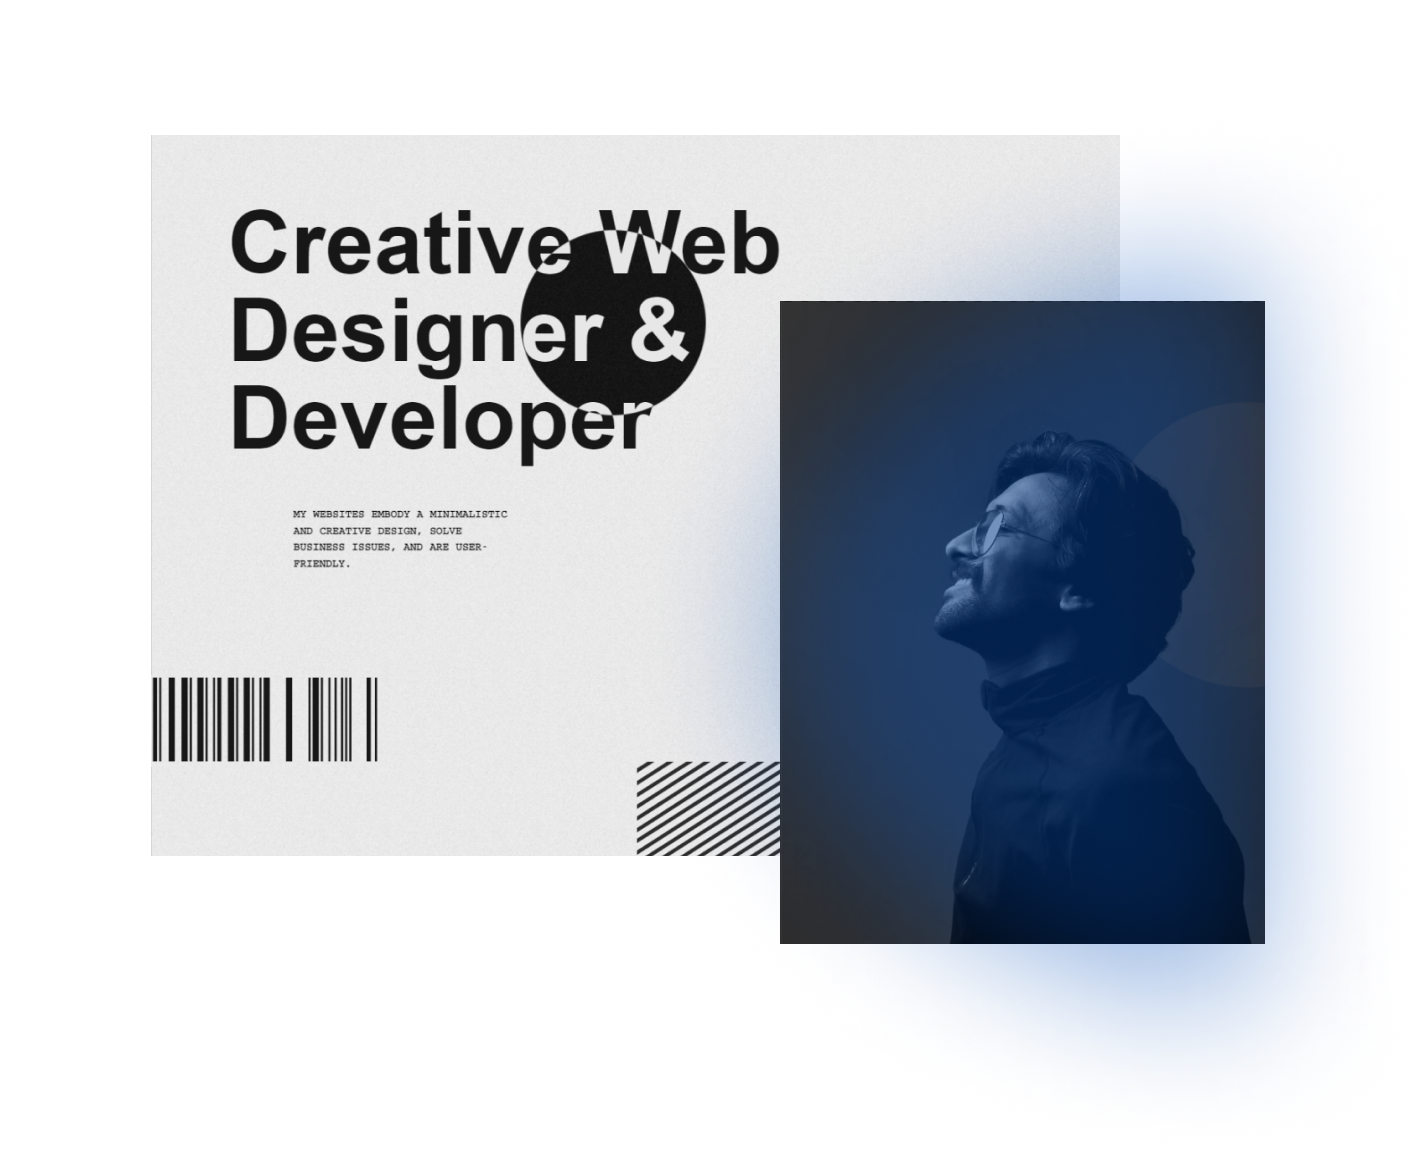 Creative Web
Designer &
Developer
MY WEBSITES EMBODY A MINIMALISTIC
AND CREATIVE DESIGN, SOLVE
BUSINESS ISSUES, AND ARE USER-
FRIENDLY.